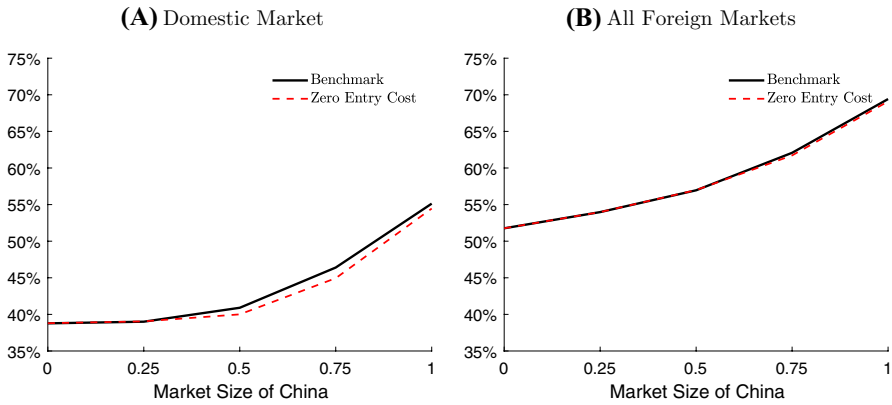 (A) Domestic Market
75%
70%
65%
60%
55%
50%
45%
40%
35%
Benchmark
Zero Entry Cost
0 0.25 0.5 0.75 1
Market Size of China
(B) All Foreign Markets
75%
70%
65%
60%
55%
50%
45%
40%
35%
Benchmark
Zero Entry Cost
0 0.25 0.5 0.75 1
Market Size of China